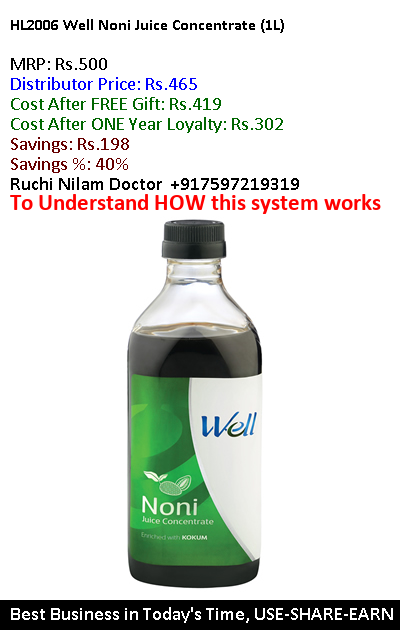 HL2006 Well Noni Juice Concentrate (1L)
MRP: Rs.500
Distributor Price: Rs.465
Cost After FREE Gift: Rs.419
Cost After ONE Year Loyalty: Rs.302
Savings: Rs.198
Savings %: 40%
Ruchi Nilam Doctor +917597219319
To Understand HOW this system works
Well
Noni
Juice Concentrate
Enriched with KOKUM
Best Business in Today's Time, USE-SHARE-EARN